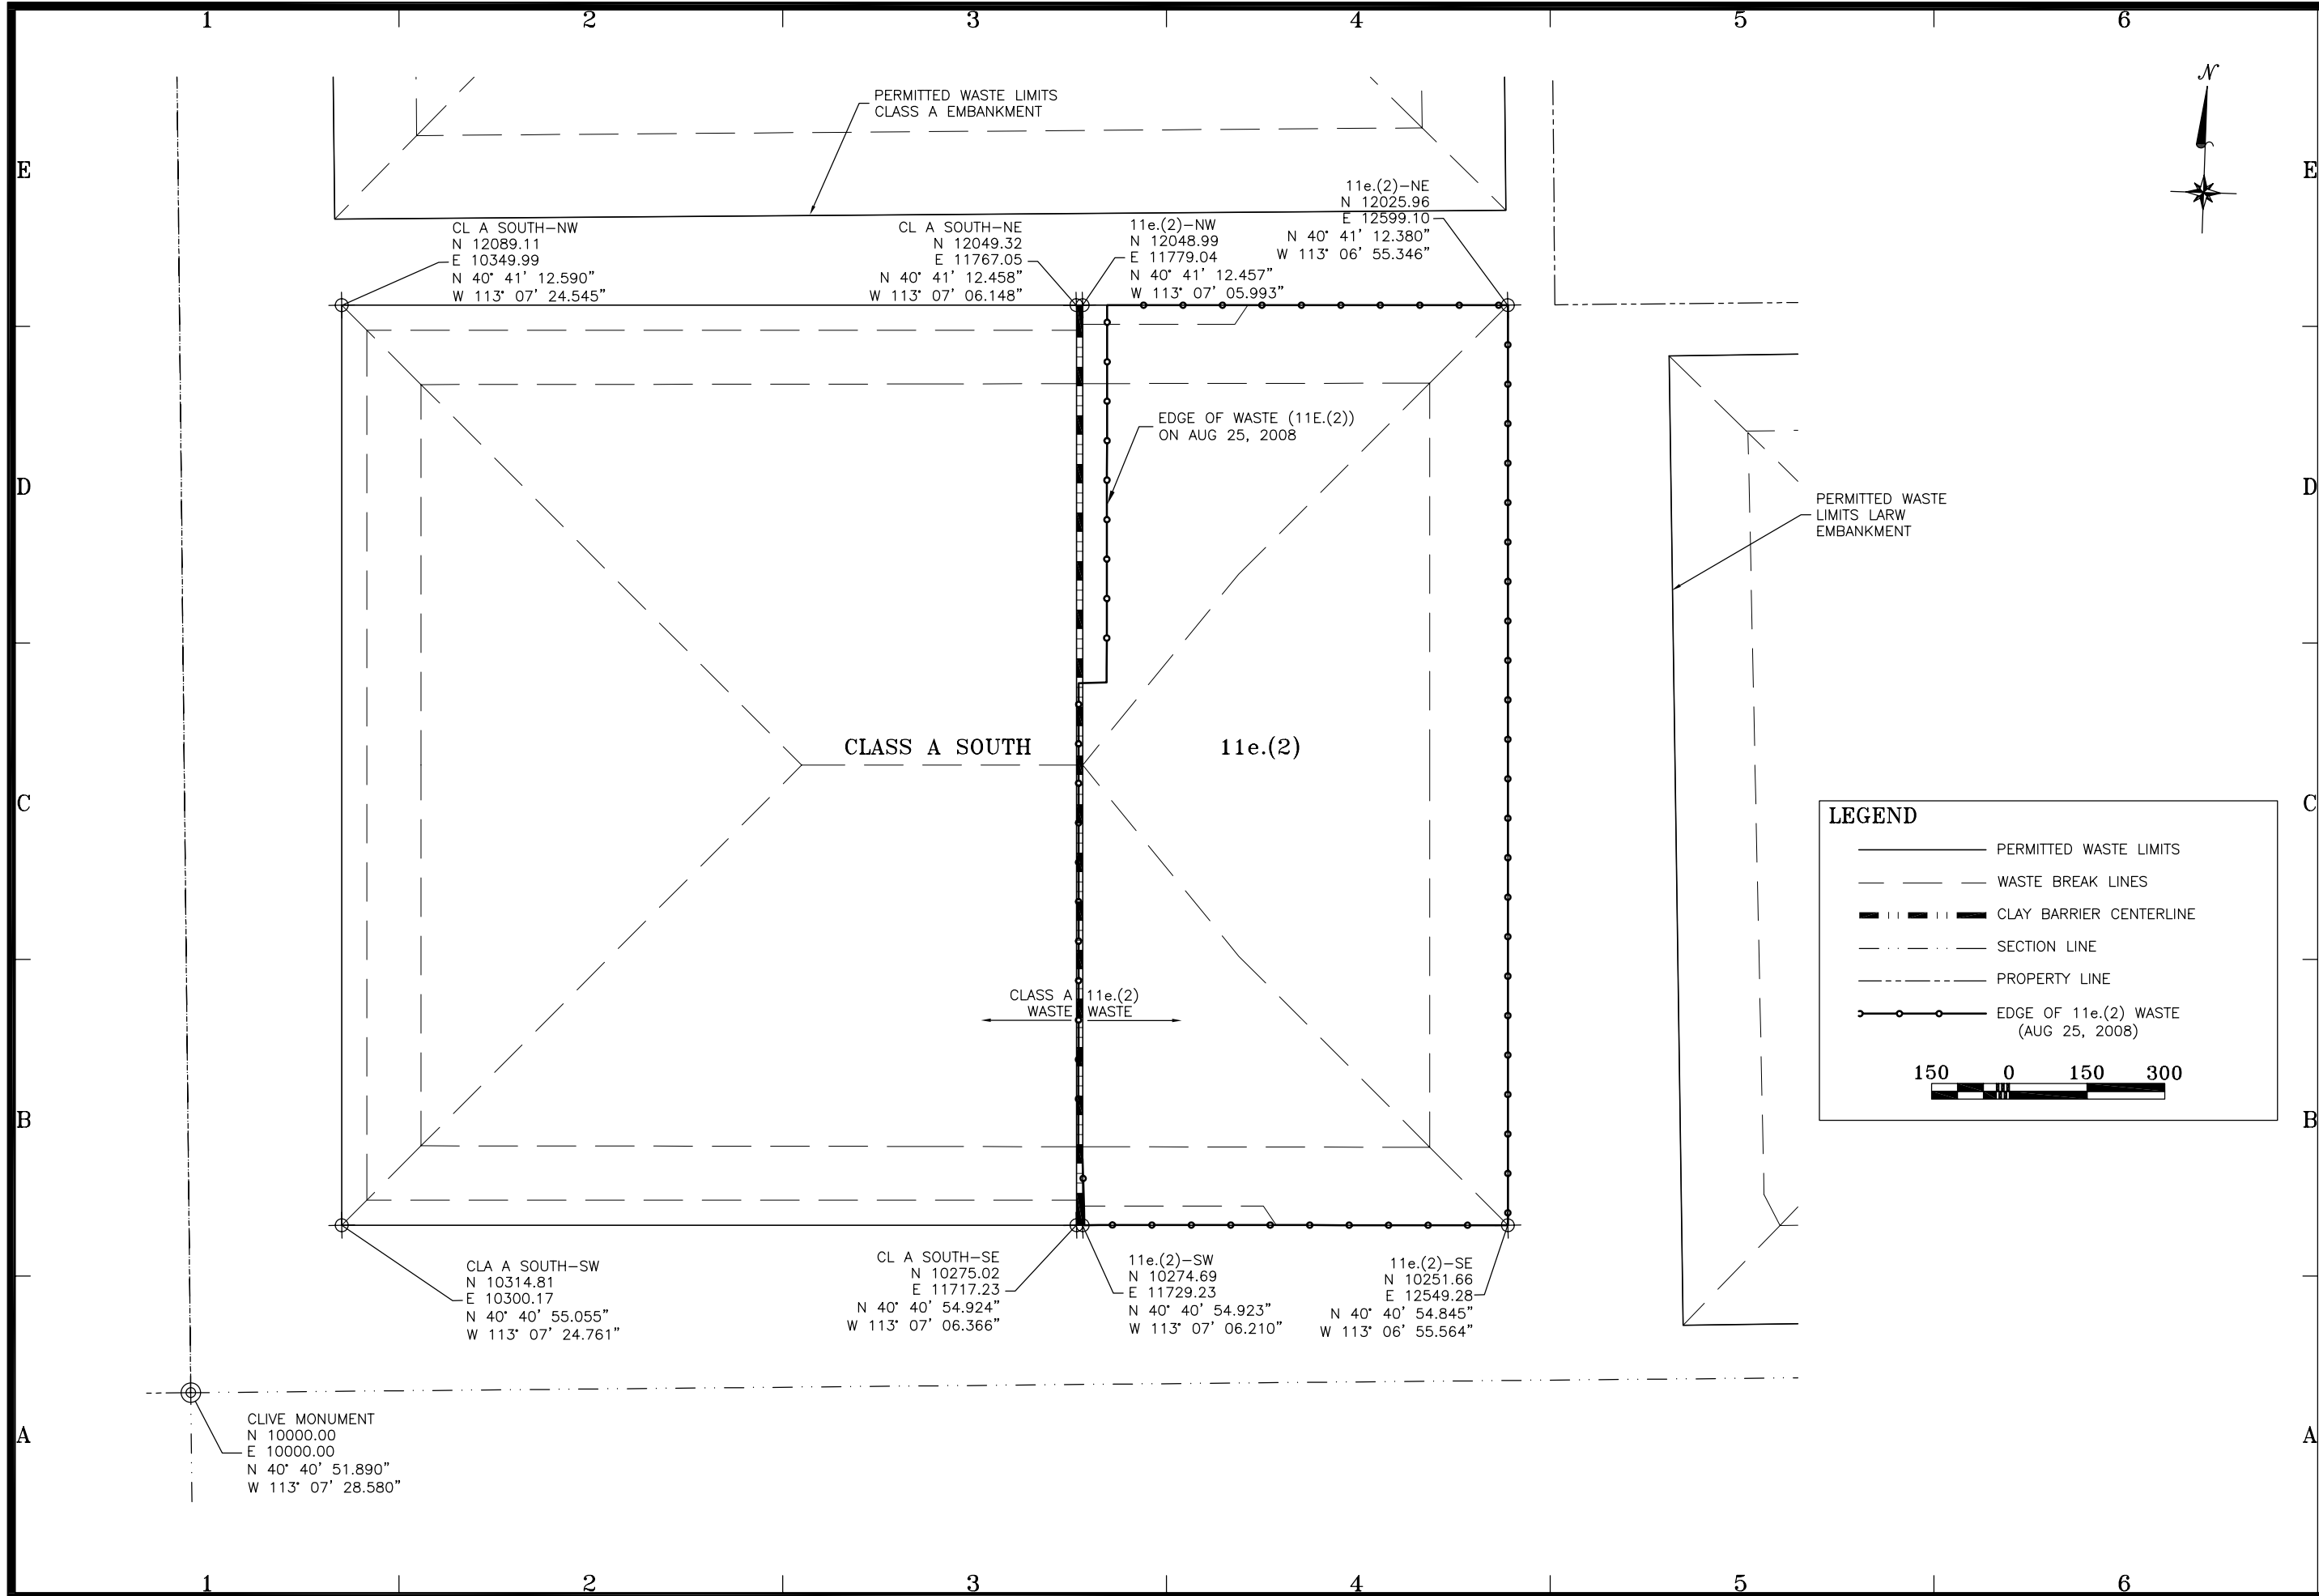 1 2 3 4 5 6
N
E E
PERMITTED WASTE LIMITS
CLASS A EMBANKMENT
CL A SOUTH-NW
N 12089.11
E 10349.99
N 40° 41' 12.590"
W 113° 07' 24.545"
CL A SOUTH-NE
N 12049.32
E 11767.05
N 40° 41' 12.458"
W 113° 07' 06.148"
11e.(2)-NW
N 12048.99
E 11779.04
N 40° 41' 12.457"
W 113° 07' 05.993"
11e.(2)-NE
N 12025.96
E 12599.10
N 40° 41' 12.380"
W 113° 06' 55.346"
EDGE OF WASTE (11E.(2))
ON AUG 25, 2008
D D
PERMITTED WASTE
LIMITS LARW
EMBANKMENT
CLASS A SOUTH
11e.(2)
C C
LEGEND
PERMITTED WASTE LIMITS
WASTE BREAK LINES
CLAY BARRIER CENTERLINE
SECTION LINE
PROPERTY LINE
EDGE OF 11e.(2) WASTE
(AUG 25, 2008)
150 0 150 300
CLASS A
WASTE
11e.(2)
WASTE
B B
CLA A SOUTH-SW
N 10314.81
E 10300.17
N 40° 40' 55.055"
W 113° 07' 24.761"
CL A SOUTH-SE
N 10275.02
E 11717.23
N 40° 40' 54.924"
W 113° 07' 06.366"
11e.(2)-SW
N 10274.69
E 11729.23
N 40° 40' 54.923"
W 113° 07' 06.210"
11e.(2)-SE
N 10251.66
E 12549.28
N 40° 40' 54.845"
W 113° 06' 55.564"
A A
CLIVE MONUMENT
N 10000.00
E 10000.00
N 40° 40' 51.890"
W 113° 07' 28.580"
1 2 3 4 5 6